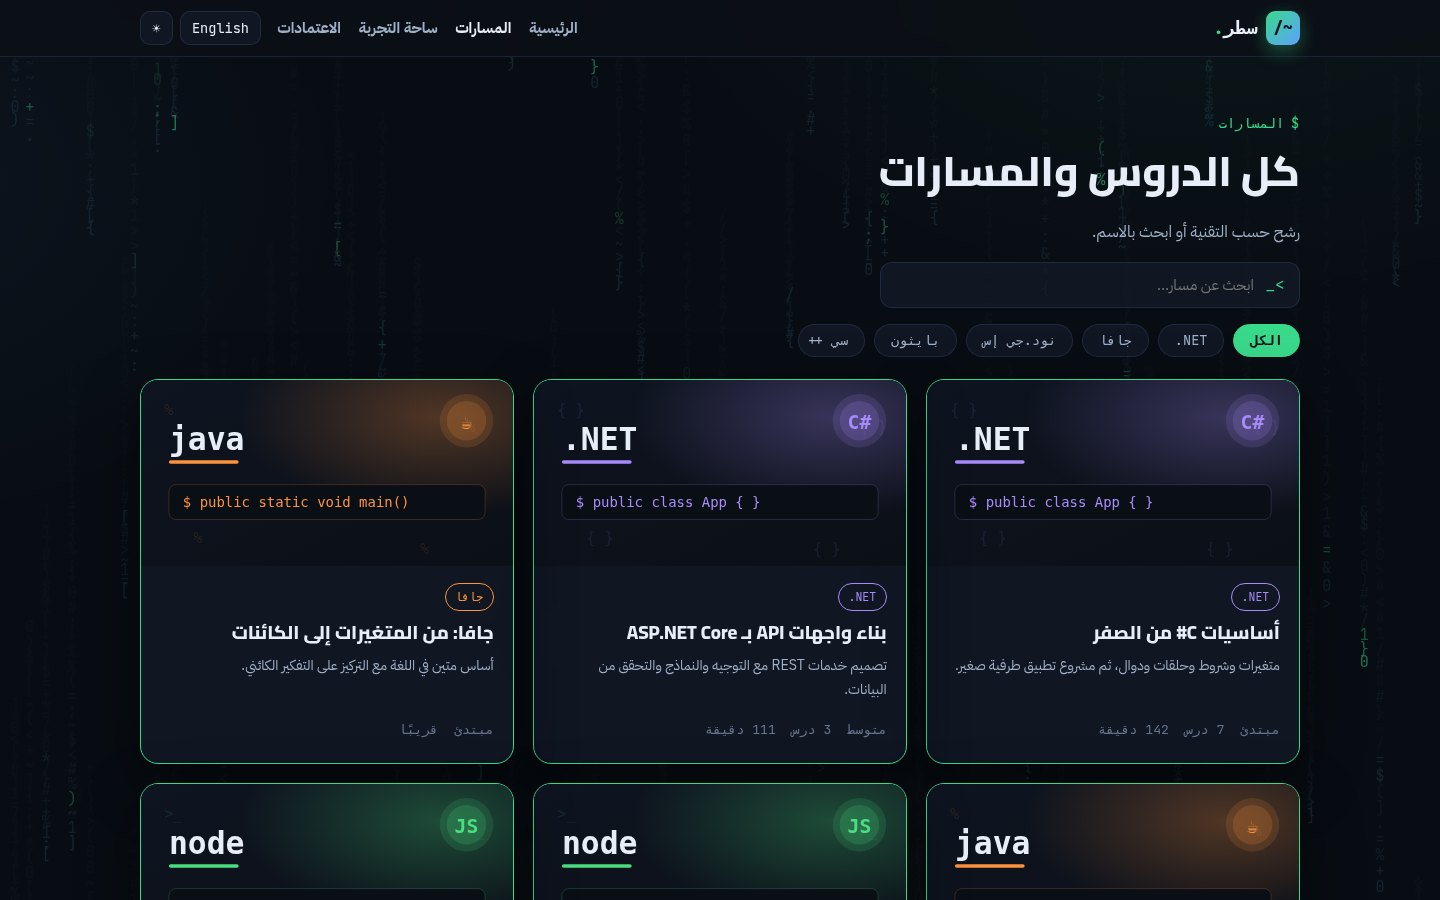 ~/ سطر.
الرئيسية المسارات ساحة التجربة الاعتمادات English
$ المسارات
كل الدروس والمسارات
رشح حسب التقنية أو ابحث بالاسم.
>_ ابحث عن مسار...
الكل .NET جافا نود.جي إس بايثون سي ++
C#
.NET
$ public class App { }
.NET
أساسيات C# من الصفر
متغيرات وشروط وحلقات ودوال، ثم مشروع تطبيق طرفية صغير.
مبتدئ 7 درس 142 دقيقة
C#
.NET
$ public class App { }
.NET
بناء واجهات API بـ ASP.NET Core
تصميم خدمات REST مع التوجيه والنماذج والتحقق من
البيانات.
متوسط 3 درس 111 دقيقة
java
$ public static void main()
جافا
جافا: من المتغيرات إلى الكائنات
أساس متين في اللغة مع التركيز على التفكير الكائني.
مبتدئ قريبًا
java
JS
node
JS
node